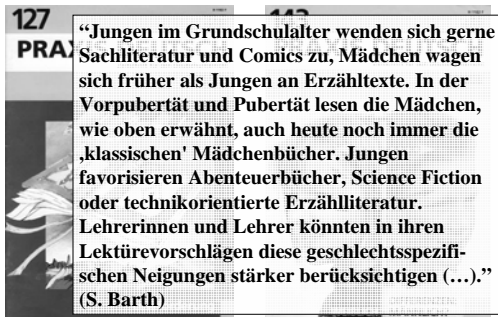 127
143
PRAXIS DEUTSCH
“Jungen im Grundschulalter wenden sich gerne
Sachliteratur und Comics zu, Mädchen wagen
sich früher als Jungen an Erzähltexte. In der
Vorpubertät und Pubertät lesen die Mädchen,
wie oben erwähnt, auch heute noch immer die
‚klassischen' Mädchenbücher. Jungen
favorisieren Abenteuerbücher, Science Fiction
oder technikorientierte Erzählliteratur.
Lehrerinnen und Lehrer könnten in ihren
Lektürevorschlägen diese geschlechtsspezifi-
schen Neigungen stärker berücksichtigen (…).”
(S. Barth)